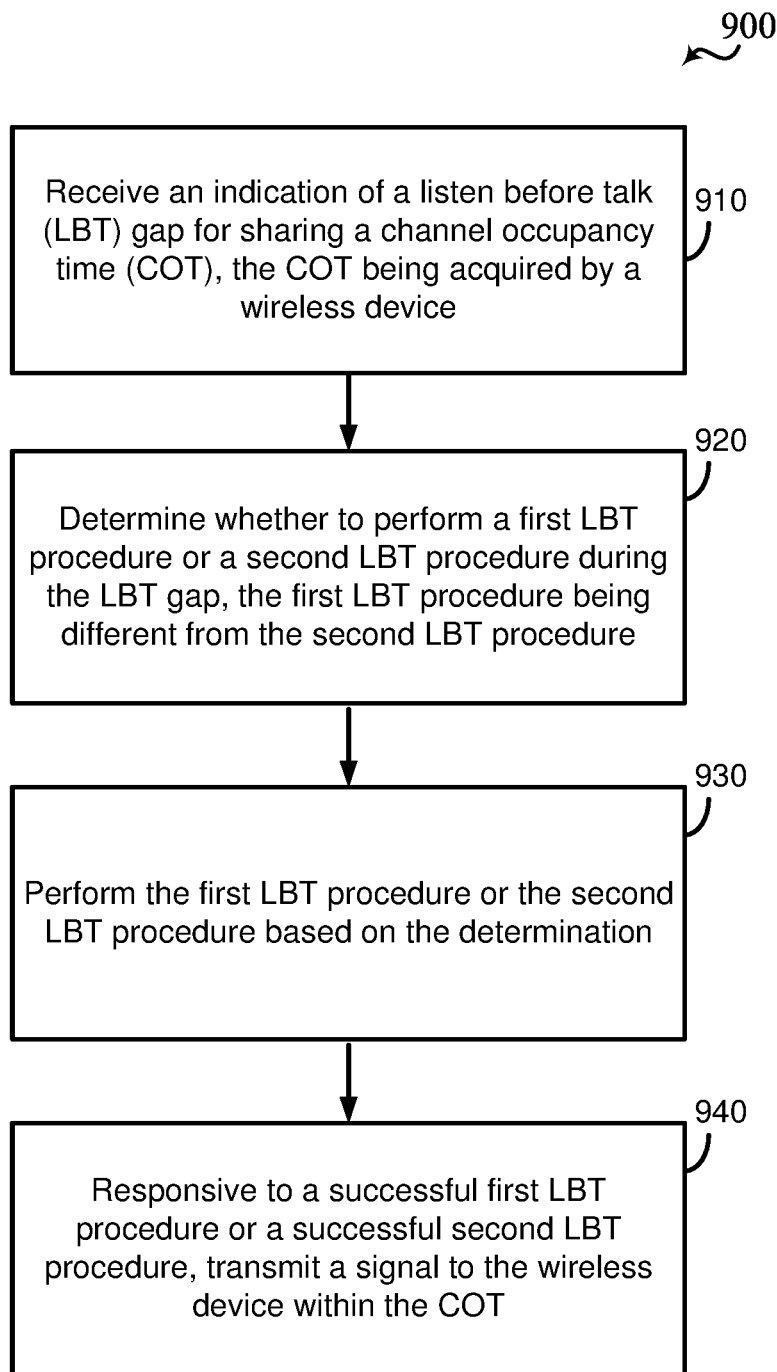 900
Receive an indication of a listen before talk
(LBT) gap for sharing a channel occupancy
time (COT), the COT being acquired by a
wireless device
910
Determine whether to perform a first LBT
procedure or a second LBT procedure during
the LBT gap, the first LBT procedure being
different from the second LBT procedure
920
Perform the first LBT procedure or the second
LBT procedure based on the determination
930
Responsive to a successful first LBT
procedure or a successful second LBT
procedure, transmit a signal to the wireless
device within the COT
940